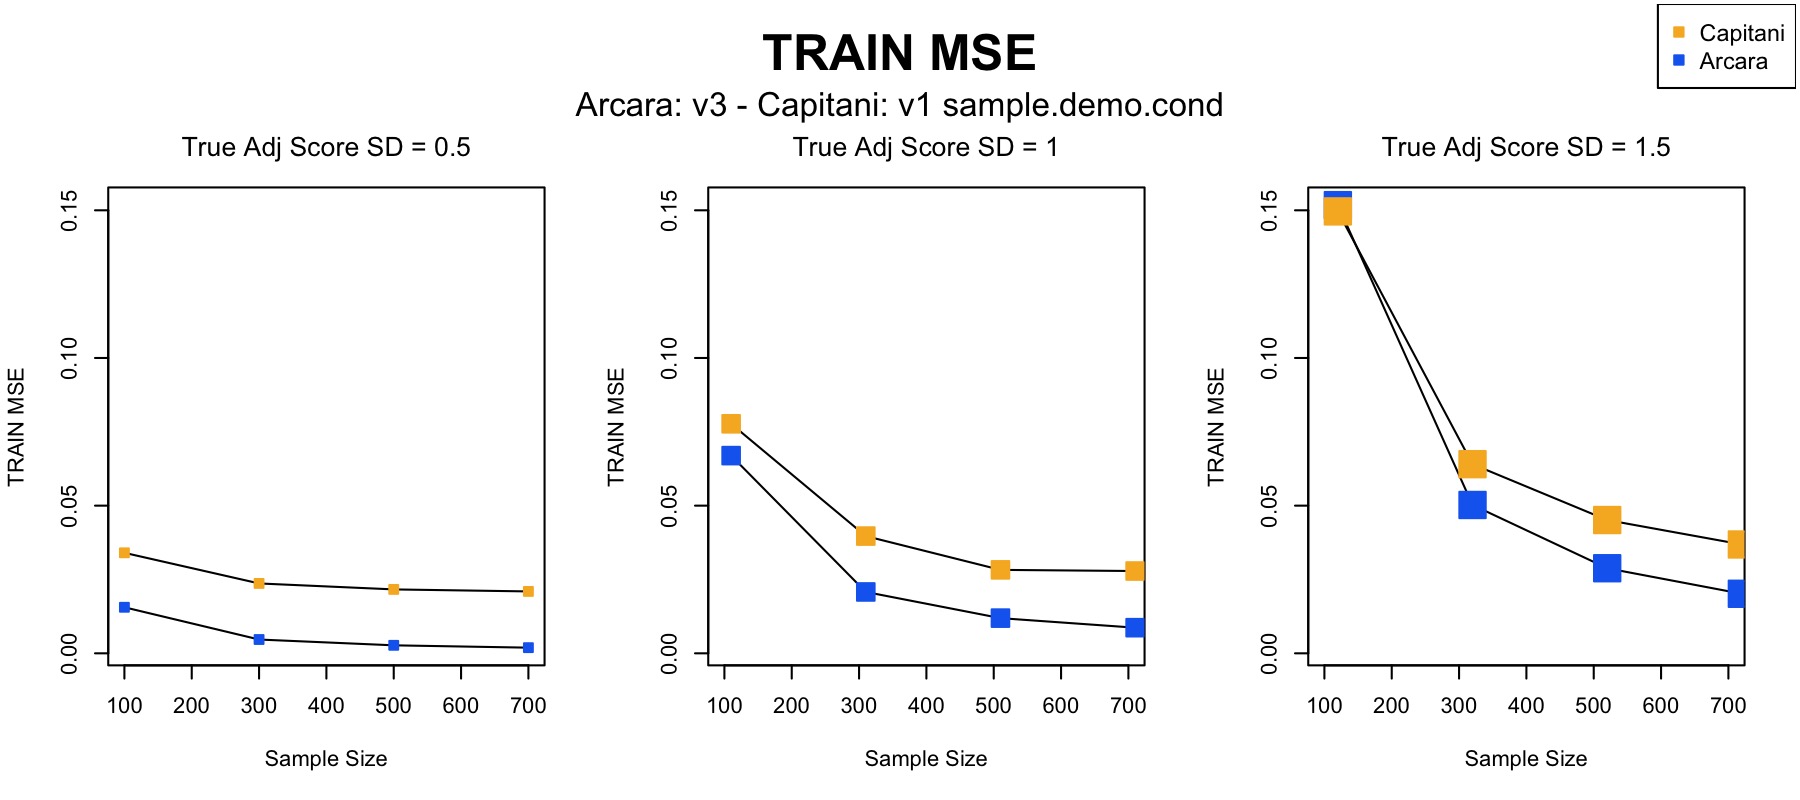 TRAIN MSE
Arcara: v3 - Capitani: v1 sample.demo.cond
Capitani
Arcara
True Adj Score SD = 0.5
TRAIN MSE
0.15
0.10
0.05
0.00
100 200 300 400 500 600 700
Sample Size
True Adj Score SD = 1
TRAIN MSE
0.15
0.10
0.05
0.00
100 200 300 400 500 600 700
Sample Size
True Adj Score SD = 1.5
TRAIN MSE
0.15
0.10
0.05
0.00
100 200 300 400 500 600 700
Sample Size